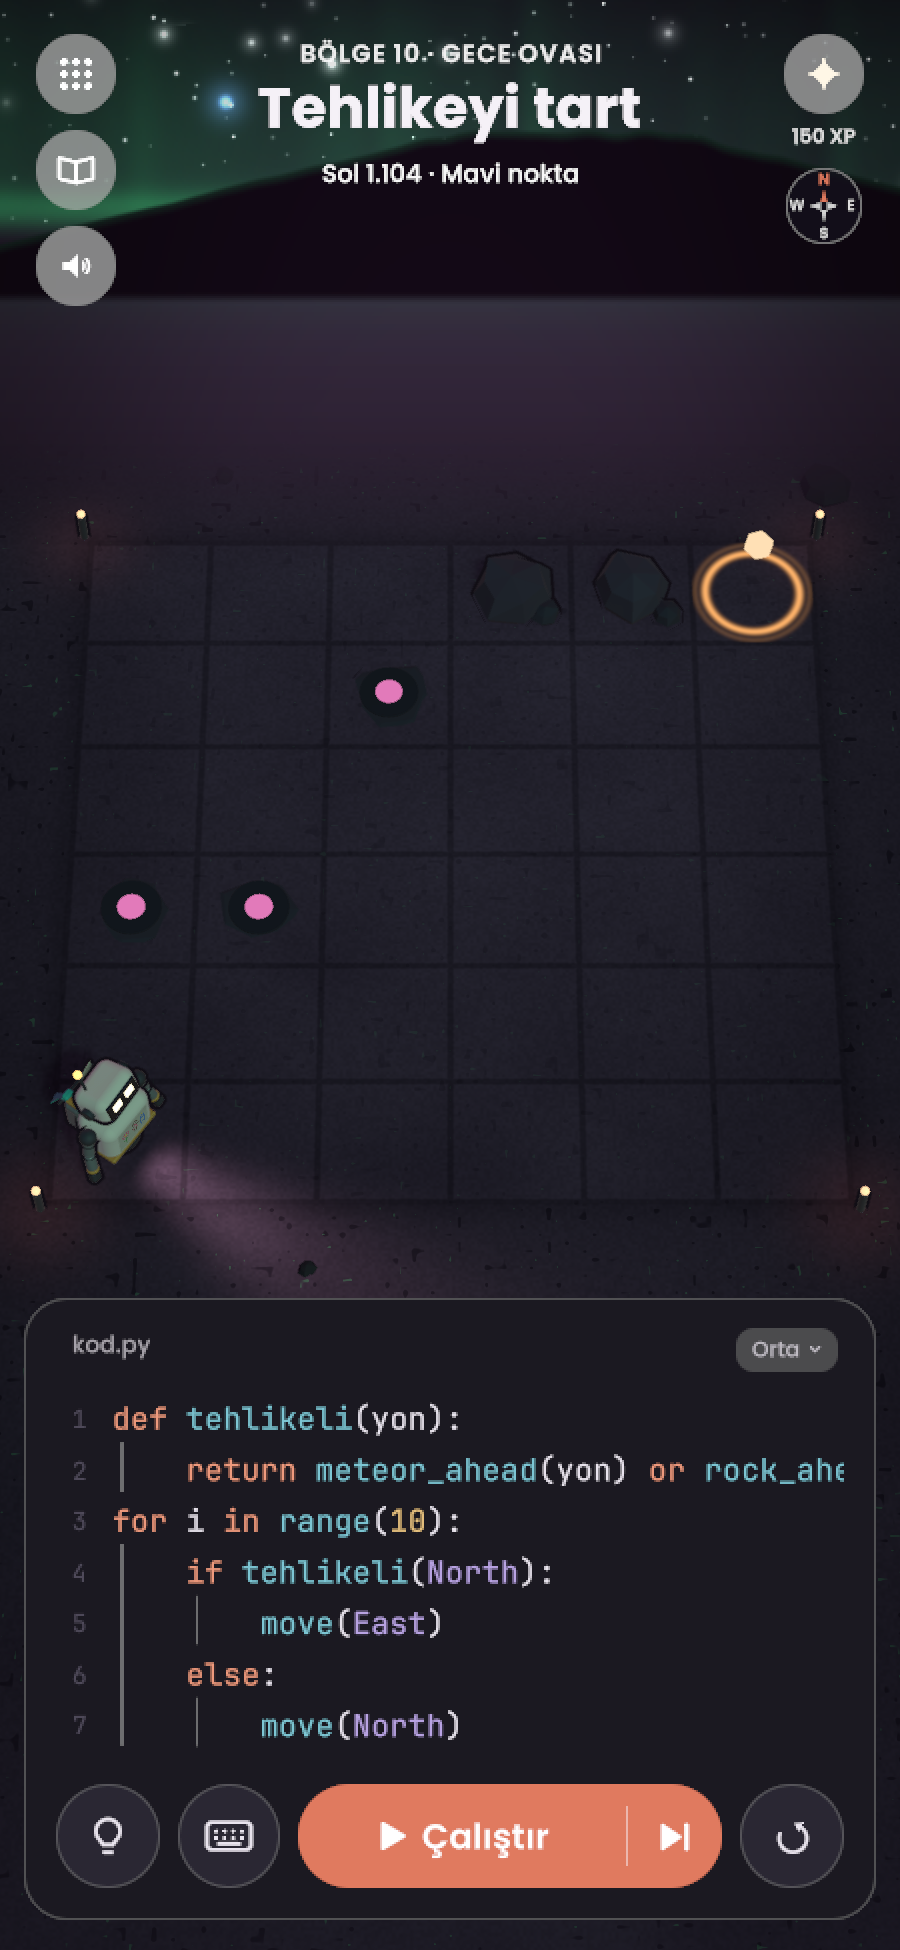 BÖLGE 10 · GECE OVASI
Tehlikeyi tart
Sol 1.104 · Mavi nokta
150 XP
N
W E
S
kod.py
Orta
1 def tehlikeli(yon):
2 return meteor_ahead(yon) or rock_ahe
3 for i in range(10):
4 if tehlikeli(North):
5 move(East)
6 else:
7 move(North)
Çalıştır